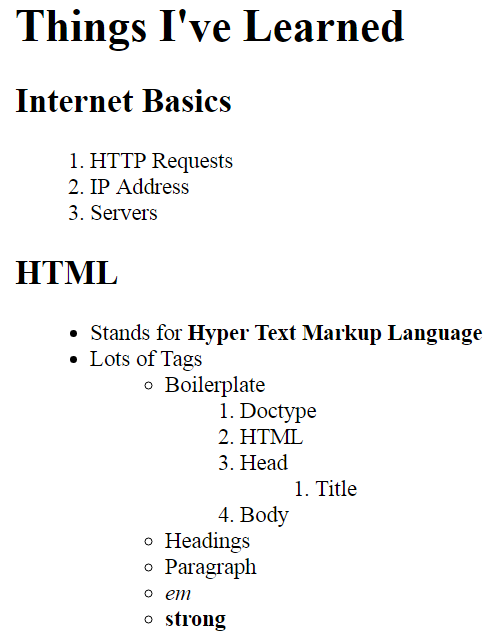 Things I've Learned
Internet Basics
1. HTTP Requests
2. IP Address
3. Servers
HTML
• Stands for Hyper Text Markup Language
• Lots of Tags
◦ Boilerplate
1. Doctype
2. HTML
3. Head
1. Title
4. Body
◦ Headings
◦ Paragraph
◦ em
◦ strong